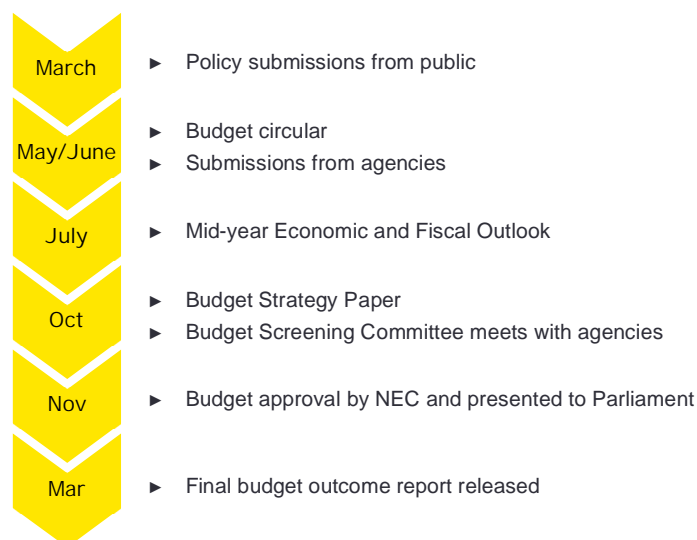 March
► Policy submissions from public
May/June
► Budget circular
► Submissions from agencies
July
► Mid-year Economic and Fiscal Outlook
Oct
► Budget Strategy Paper
► Budget Screening Committee meets with agencies
Nov
► Budget approval by NEC and presented to Parliament
Mar
► Final budget outcome report released